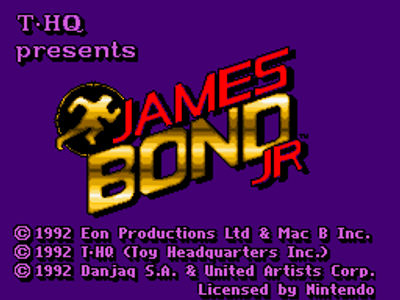 T·HQ
presents
JAMES
BOND
JR
TM
©1992 Eon Productions Ltd & Mac B Inc.
©1992 T·HQ (Toy Headquarters Inc.)
©1992 Danjaq S.A. & United Artists Corp.
Licensed by Nintendo